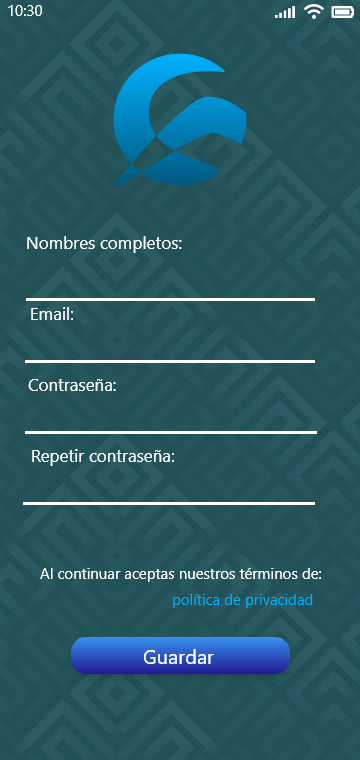 10:30
Nombres completos:
Email:
Contraseña:
Repetir contraseña:
Al continuar aceptas nuestros términos de:
política de privacidad
Guardar